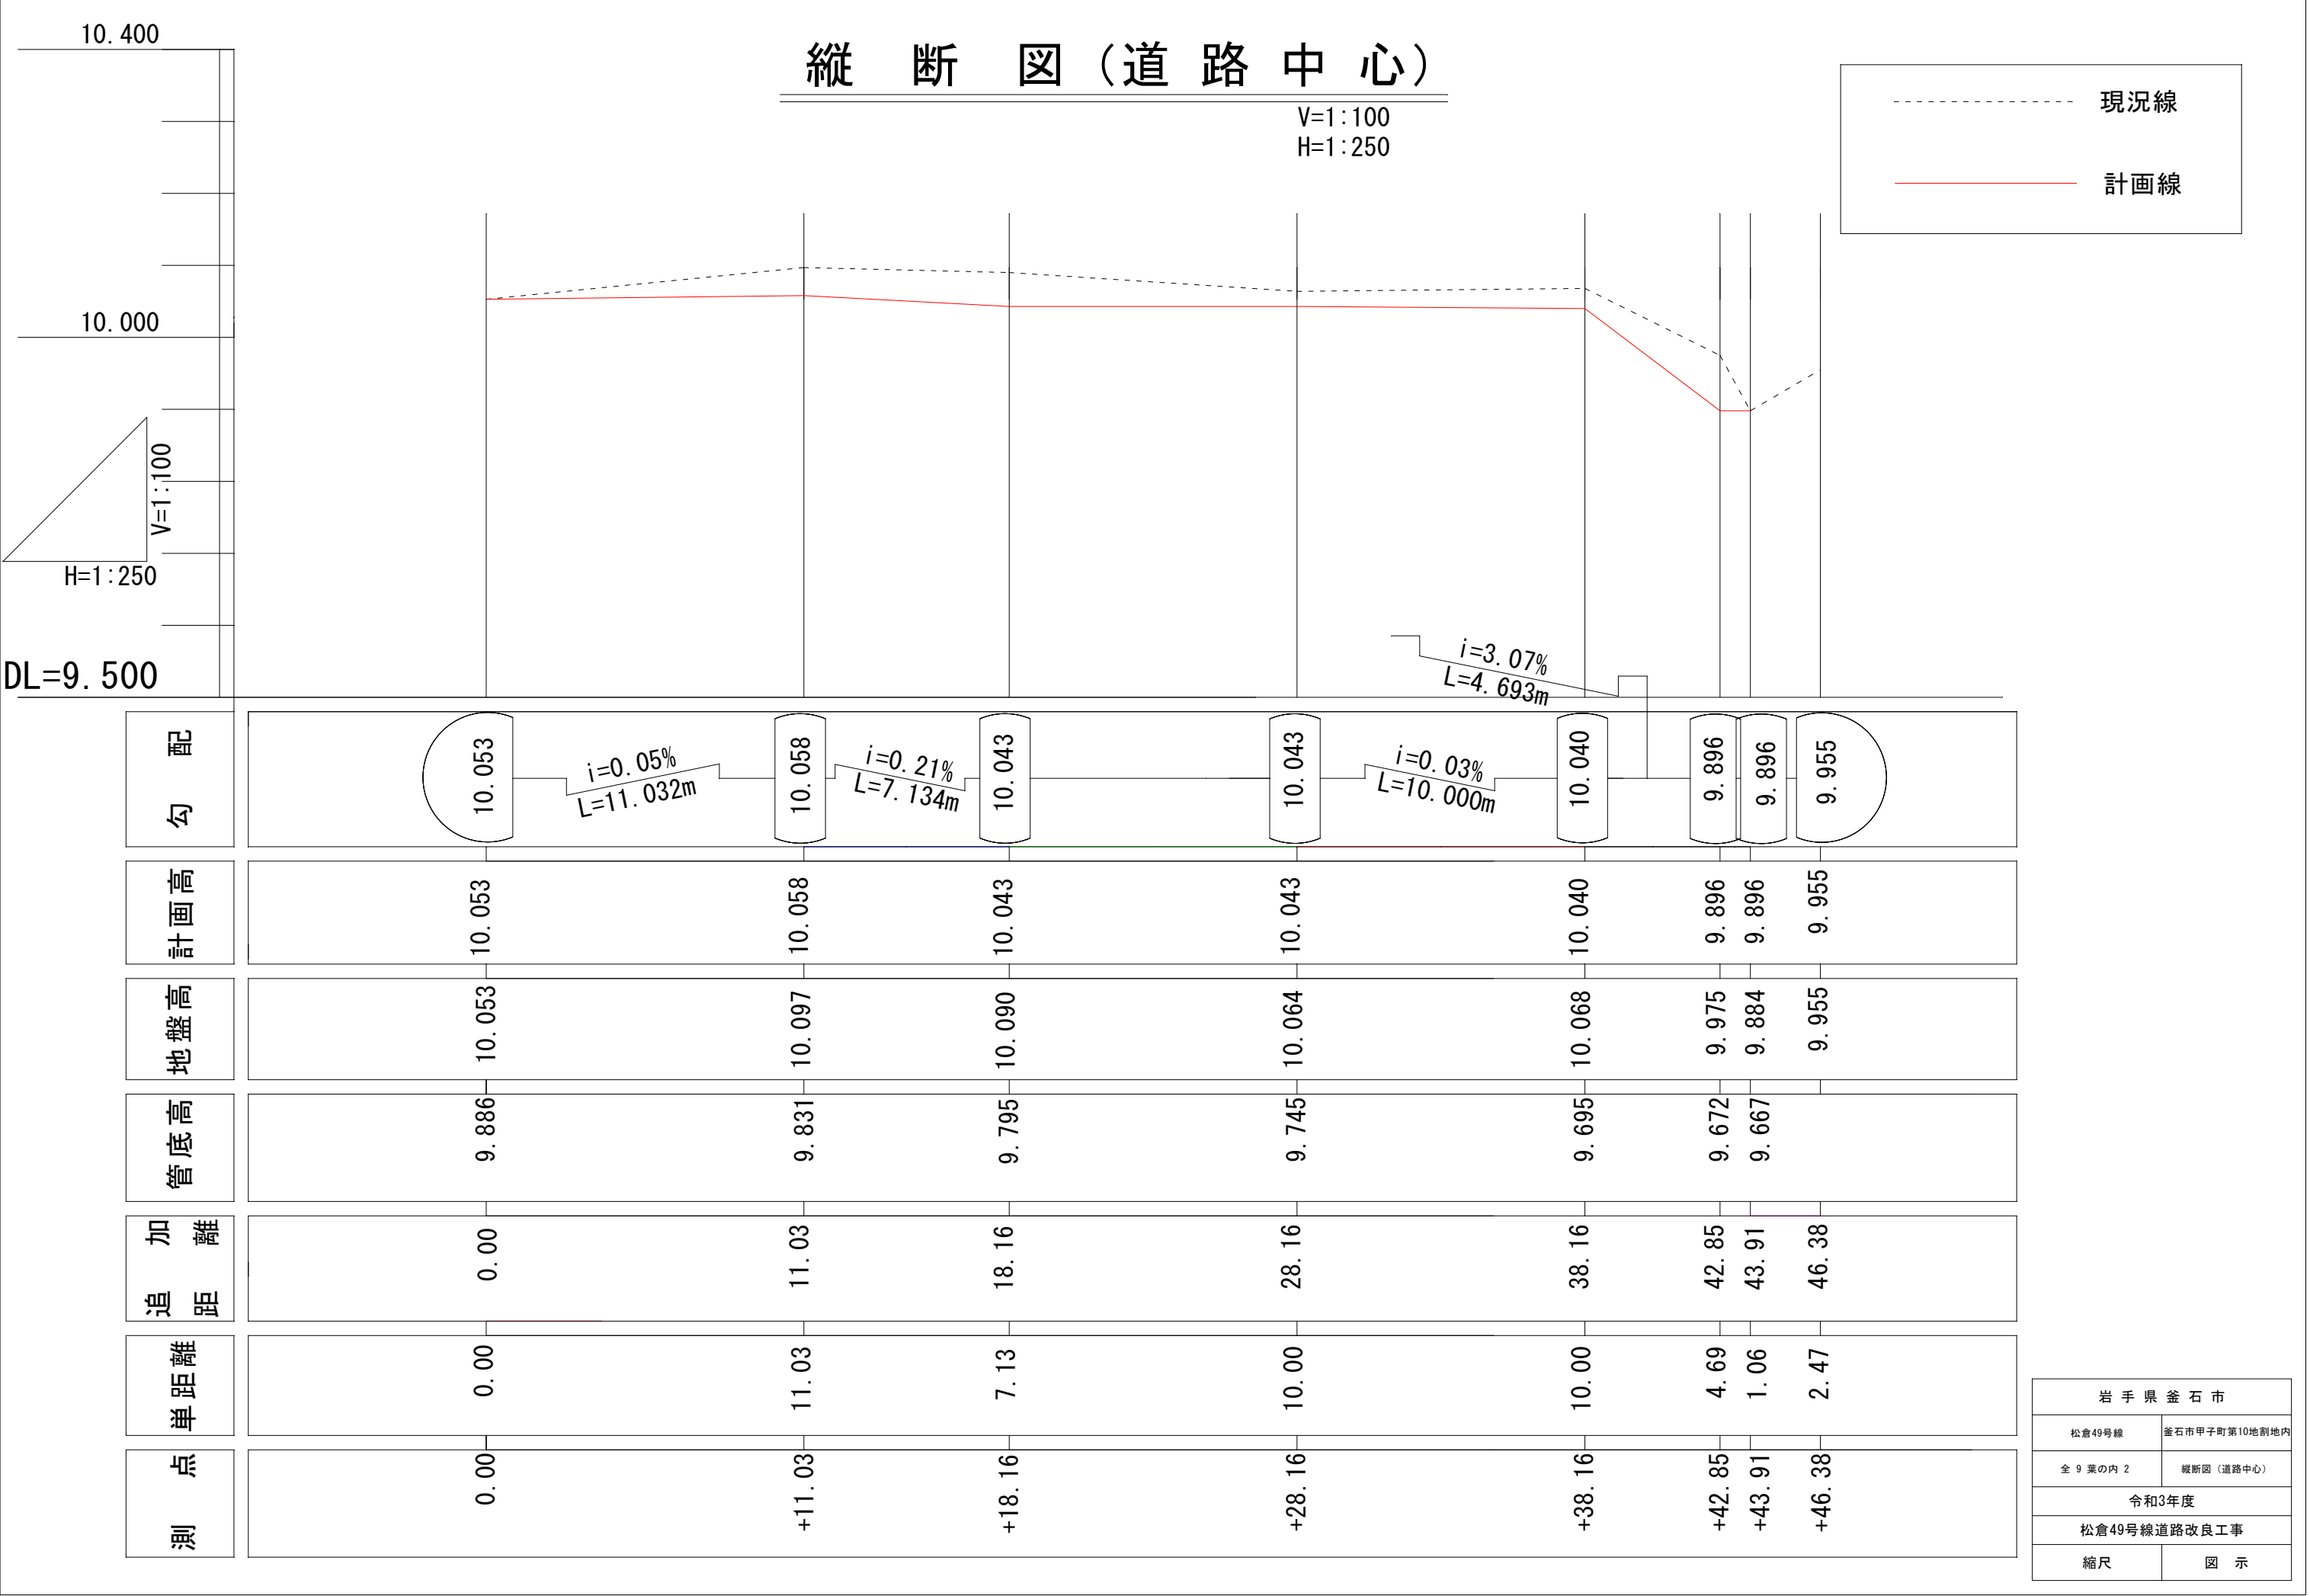 縦断図（道路中心）
V=1:100
H=1:250
現況線
計画線
10.400
10.000
V=1:100
H=1:250
DL=9.500
i=3.07%
L=4.693m
勾配
10.053
i=0.05%
L=11.032m
10.058
i=0.21%
L=7.134m
10.043
10.043
i=0.03%
L=10.000m
10.040
9.896
9.896
9.955
計画高
10.053
10.058
10.043
10.043
10.040
9.896
9.896
9.955
地盤高
10.053
10.097
10.090
10.064
10.068
9.975
9.884
9.955
管底高
9.886
9.831
9.795
9.745
9.695
9.672
9.667
追加
距離
0.00
11.03
18.16
28.16
38.16
42.85
43.91
46.38
単距離
0.00
11.03
7.13
10.00
10.00
4.69
1.06
2.47
測点
0.00
+11.03
+18.16
+28.16
+38.16
+42.85
+43.91
+46.38
岩手県釜石市
松倉49号線
釜石市甲子町第10地割地内
全 9 葉の内 2
縦断図（道路中心）
令和3年度
松倉49号線道路改良工事
縮尺
図示